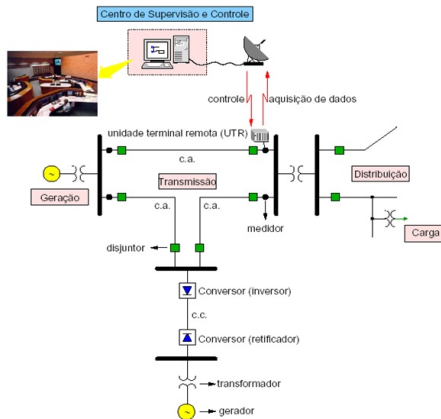 Centro de Supervisão e Controle
controle
aquisição de dados
unidade terminal remota (UTR)
c.a.
Geração
Transmissão
Distribuição
c.a.
c.a.
medidor
Carga
disjuntor
Conversor (inversor)
c.c.
Conversor (retificador)
transformador
gerador